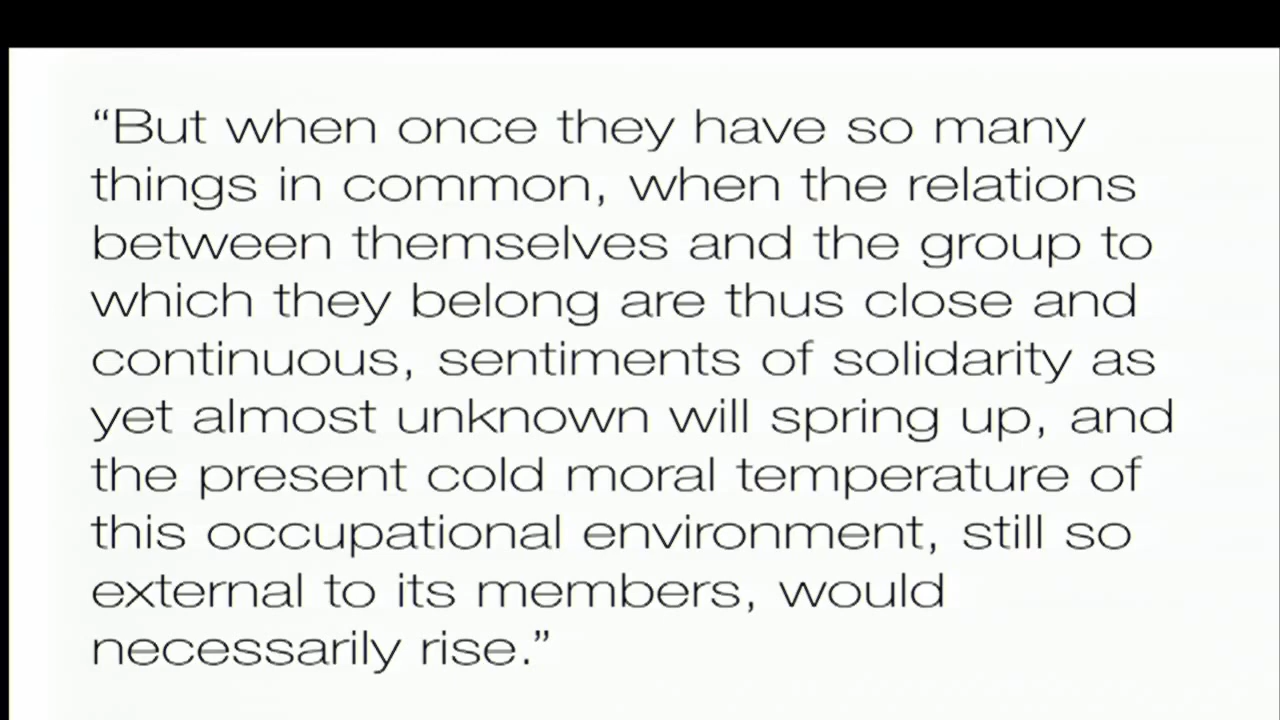 “But when once they have so many
things in common, when the relations
between themselves and the group to
which they belong are thus close and
continuous, sentiments of solidarity as
yet almost unknown will spring up, and
the present cold moral temperature of
this occupational environment, still so
external to its members, would
necessarily rise.”